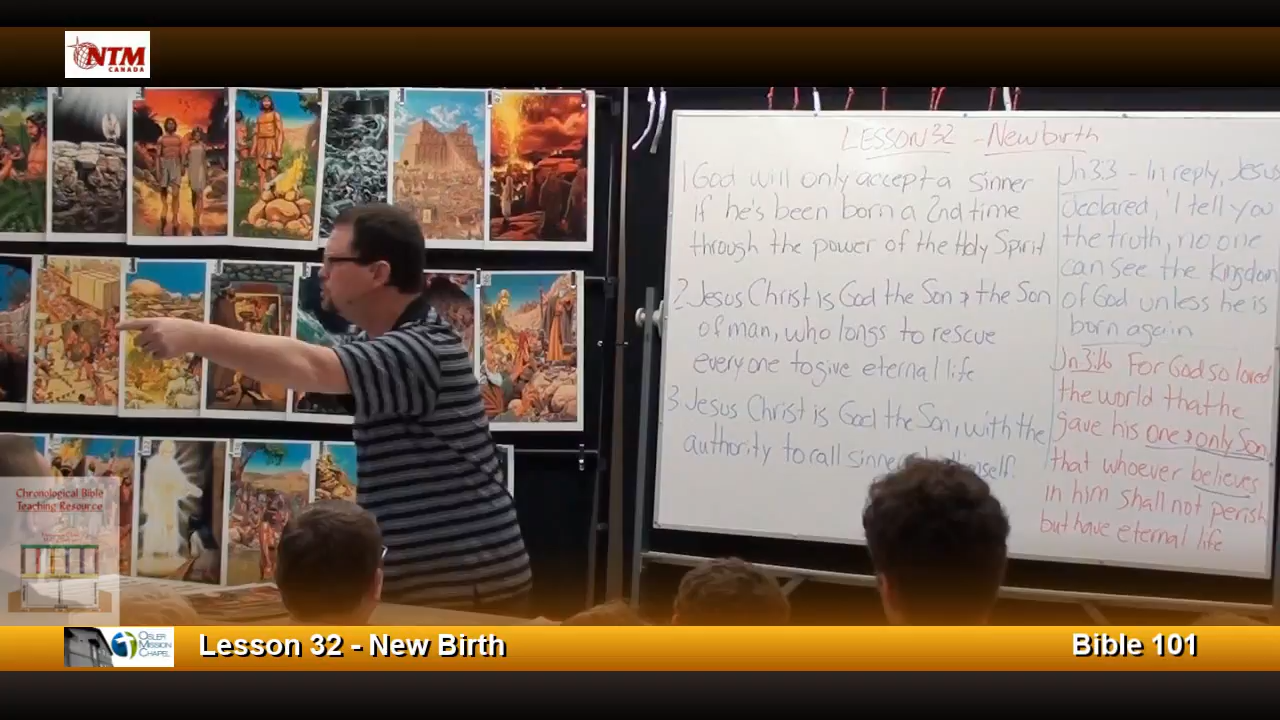 NTM
CANADA
LESSON 32 - New birth
1 God will only accept a sinner
if he's been born a 2nd time
through the power of the Holy Spirit
2. Jesus Christ is God the Son & the Son
of man, who longs to rescue
everyone to give eternal life
3. Jesus Christ is God the Son, with the
authority to call
Jn 3:3 - In reply, Jesus
declared, 'I tell you
the truth, no one
can see the kingdom
of God unless he is
born again
Jn 3:16 For God so loved
the world that he
gave his one & only Son
that whoever believes
in him shall not perish
but have eternal life
Chronological Bible
Teaching Resource
OSLER
MISSION
CHAPEL
Lesson 32 - New Birth
Bible 101